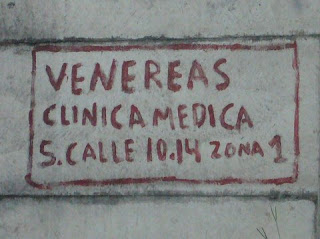 VENEREAS
CLINICA MEDICA
5. CALLE 10.14 ZONA 1